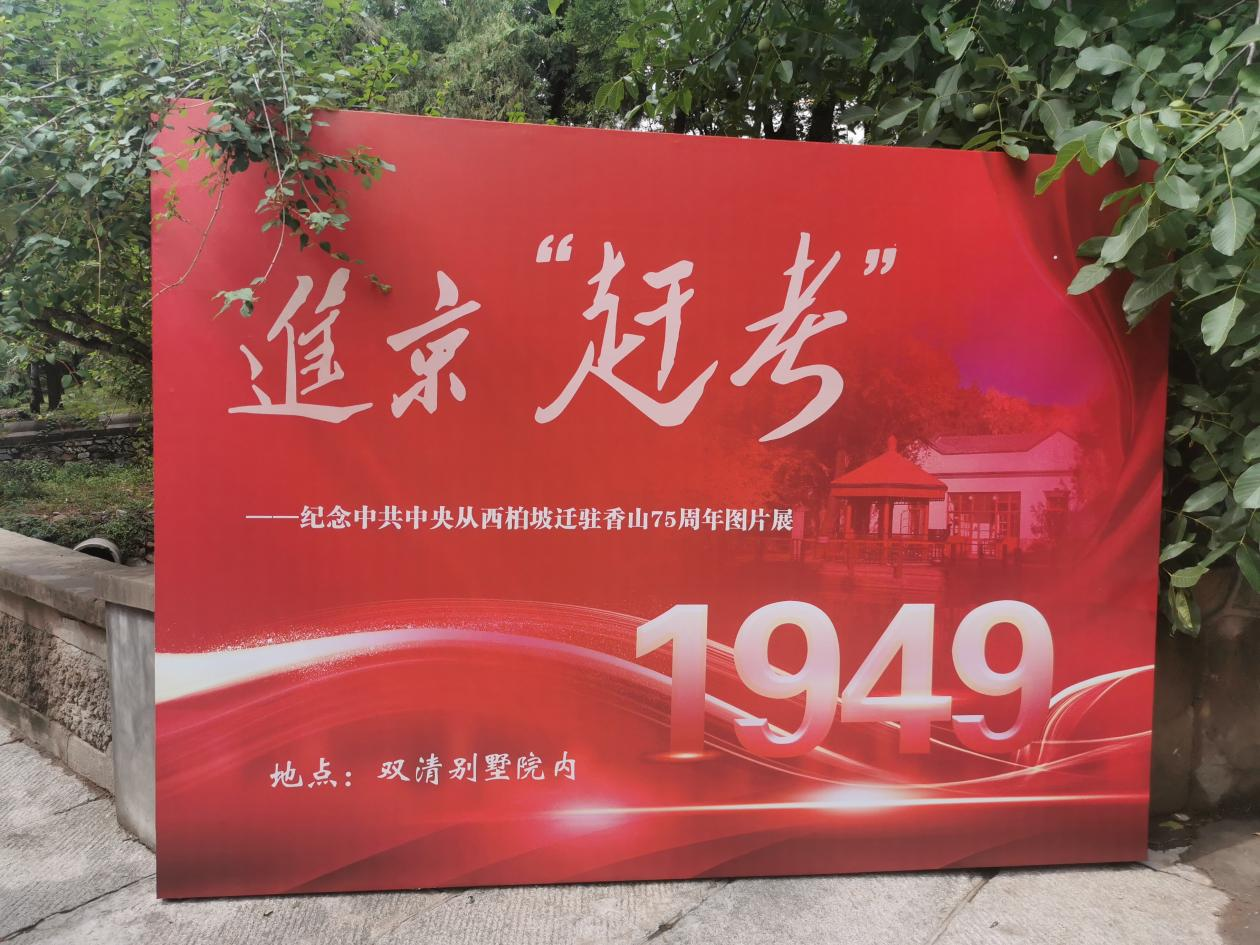 進京“赶考”
——纪念中共中央从西柏坡迁驻香山75周年图片展
1949
地点：双清别墅院内